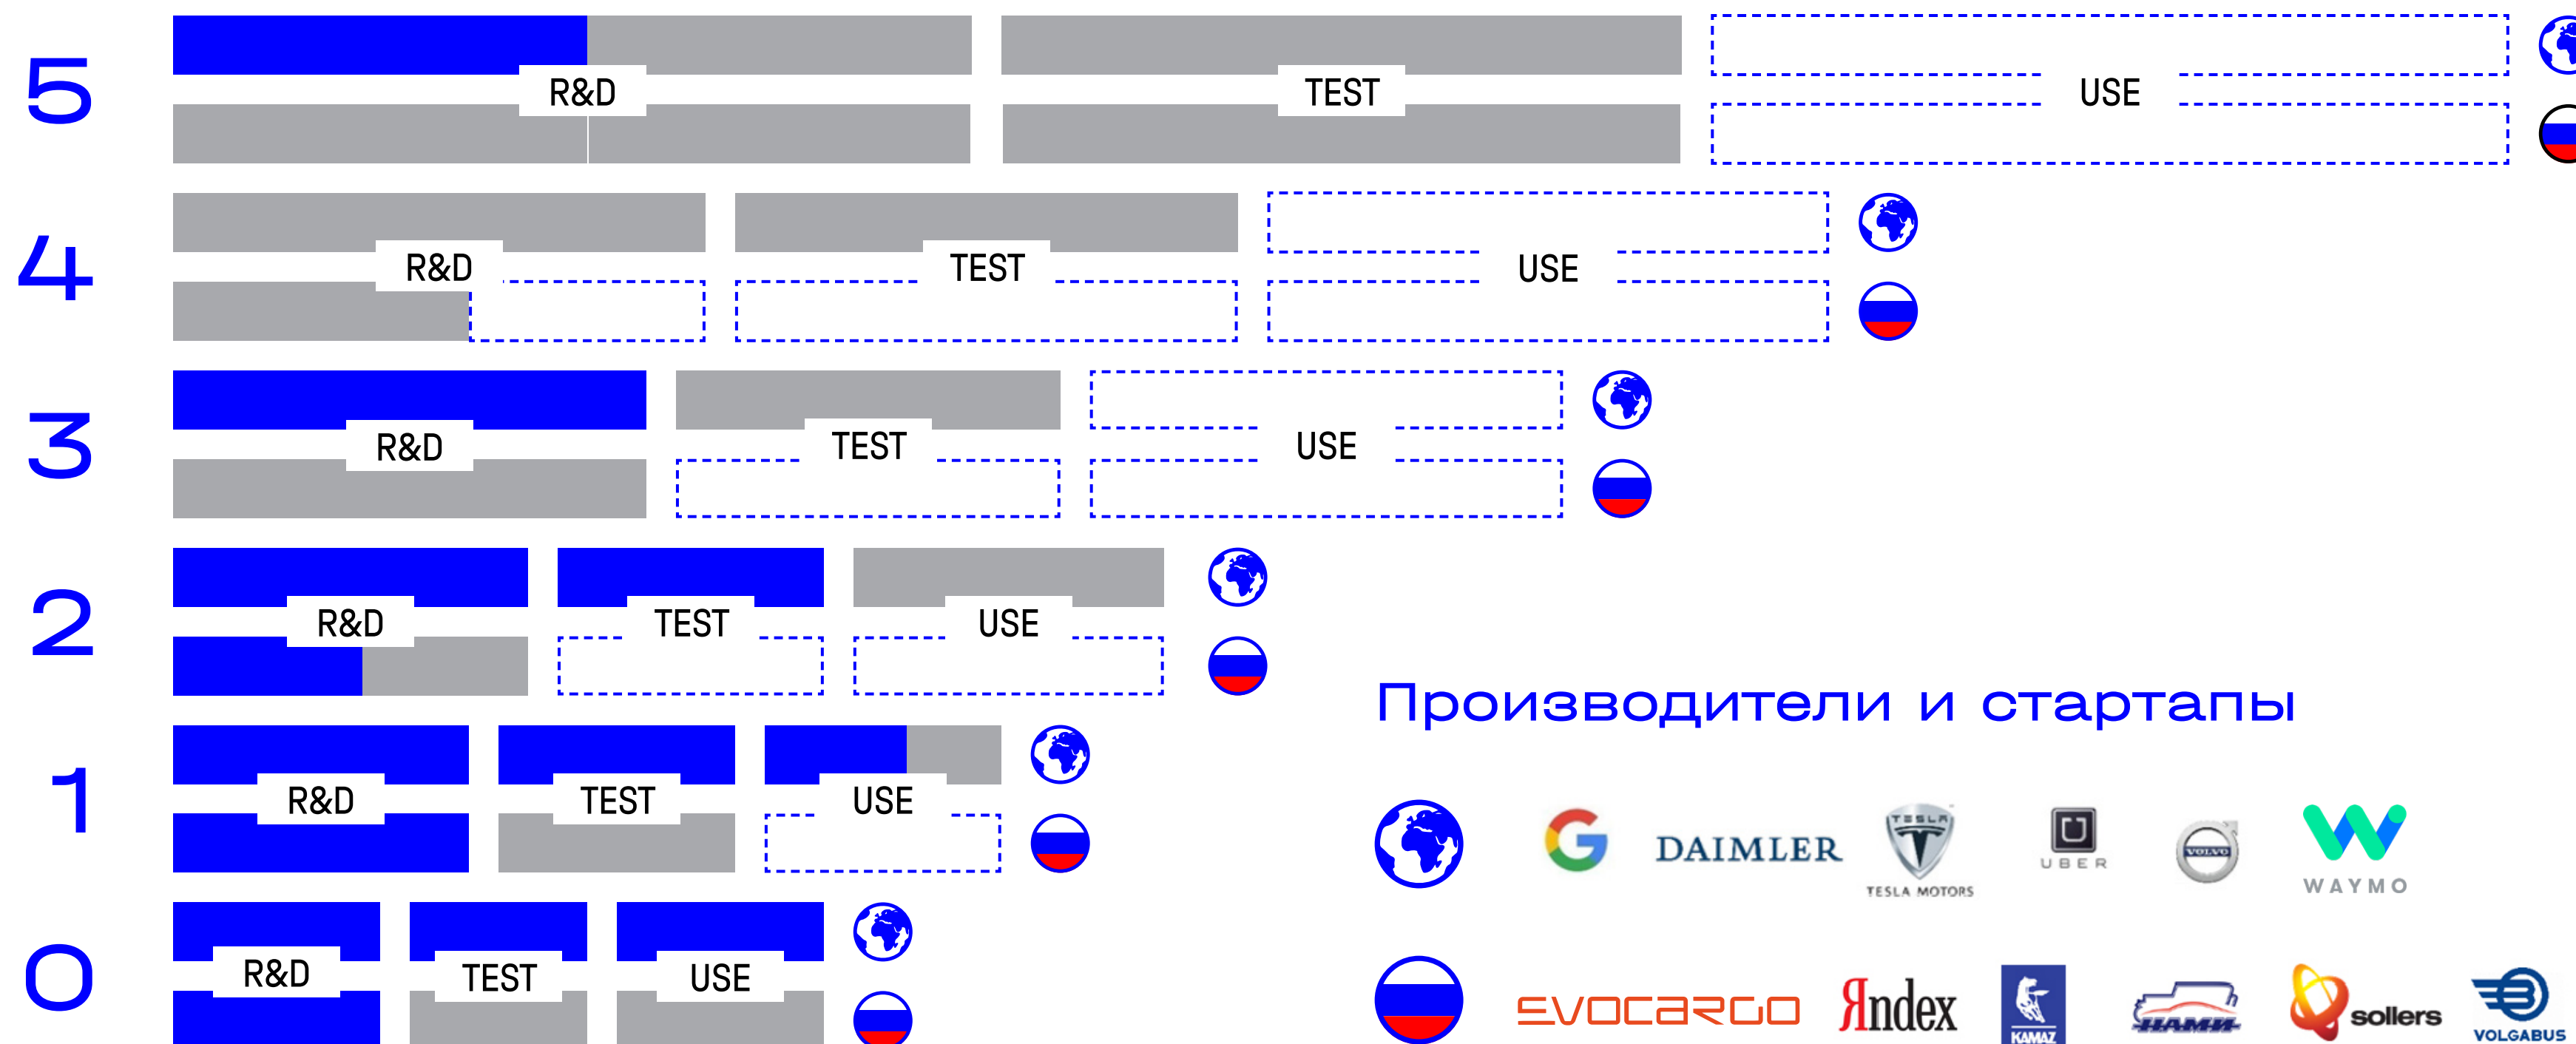 5
R&D
TEST
USE
4
R&D
TEST
USE
3
R&D
TEST
USE
2
R&D
TEST
USE
Производители и стартапы
1
R&D
TEST
USE
G
DAIMLER
TESLA
TESLA MOTORS
U
UBER
VOLVO
WAYMO
0
R&D
TEST
USE
EVOCARGO
Яndex
KAMAZ
НАМИ
sollers
VOLGABUS